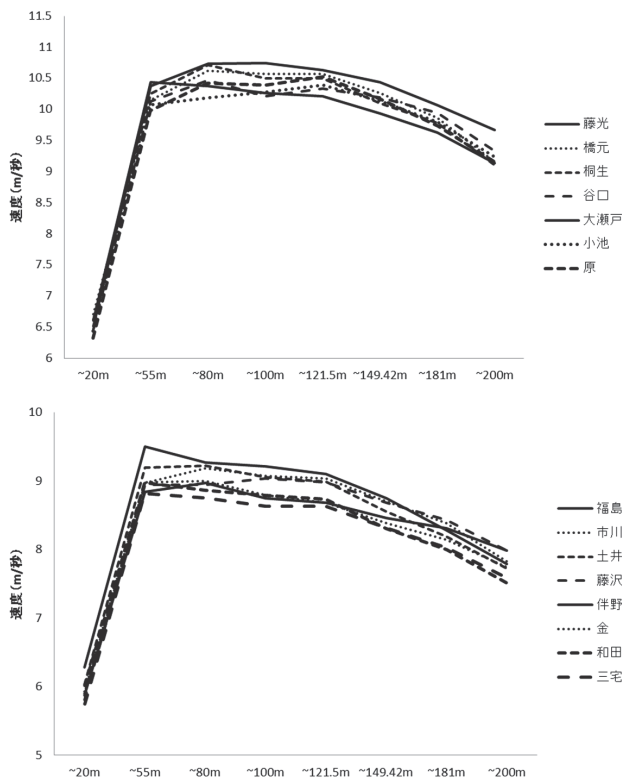 11.5
11
10.5
10
9.5
9
8.5
8
7.5
7
6.5
6
速度(m/秒)
~20m ~55m ~80m ~100m ~121.5m ~149.42m ~181m ~200m
藤光
橋元
桐生
谷口
大瀬戸
小池
原
10
9
8
7
6
5
速度(m/秒)
~20m ~55m ~80m ~100m ~121.5m ~149.42m ~181m ~200m
福島
市川
土井
藤沢
伴野
金
和田
三宅